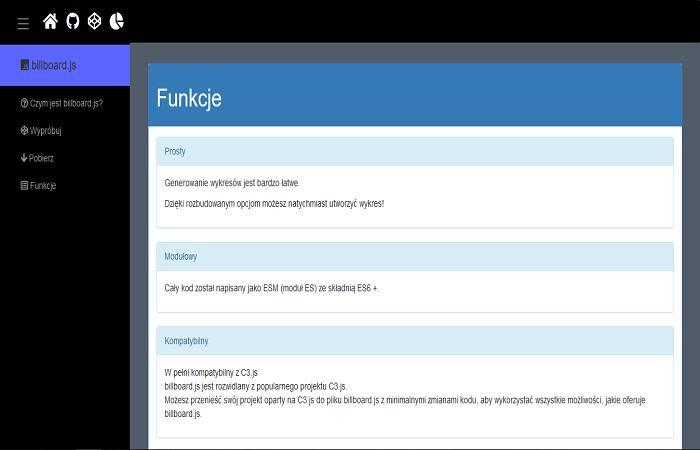 billboard.js
Czym jest billboard.js?
Wypróbuj
Pobierz
Funkcje
Funkcje
Prosty
Generowanie wykresów jest bardzo łatwe.
Dzięki rozbudowanym opcjom możesz natychmiast utworzyć wykres!
Modułowy
Cały kod został napisany jako ESM (moduł ES) ze składnią ES6 +.
Kompatybilny
W pełni kompatybilny z C3.js
billboard.js jest rozwidlany z popularnego projektu C3.js.
Możesz przenieść swój projekt oparty na C3.js do pliku billboard.js z minimalnymi zmianami kodu, aby wykorzystać wszystkie możliwości, jakie oferuje
billboard.js.